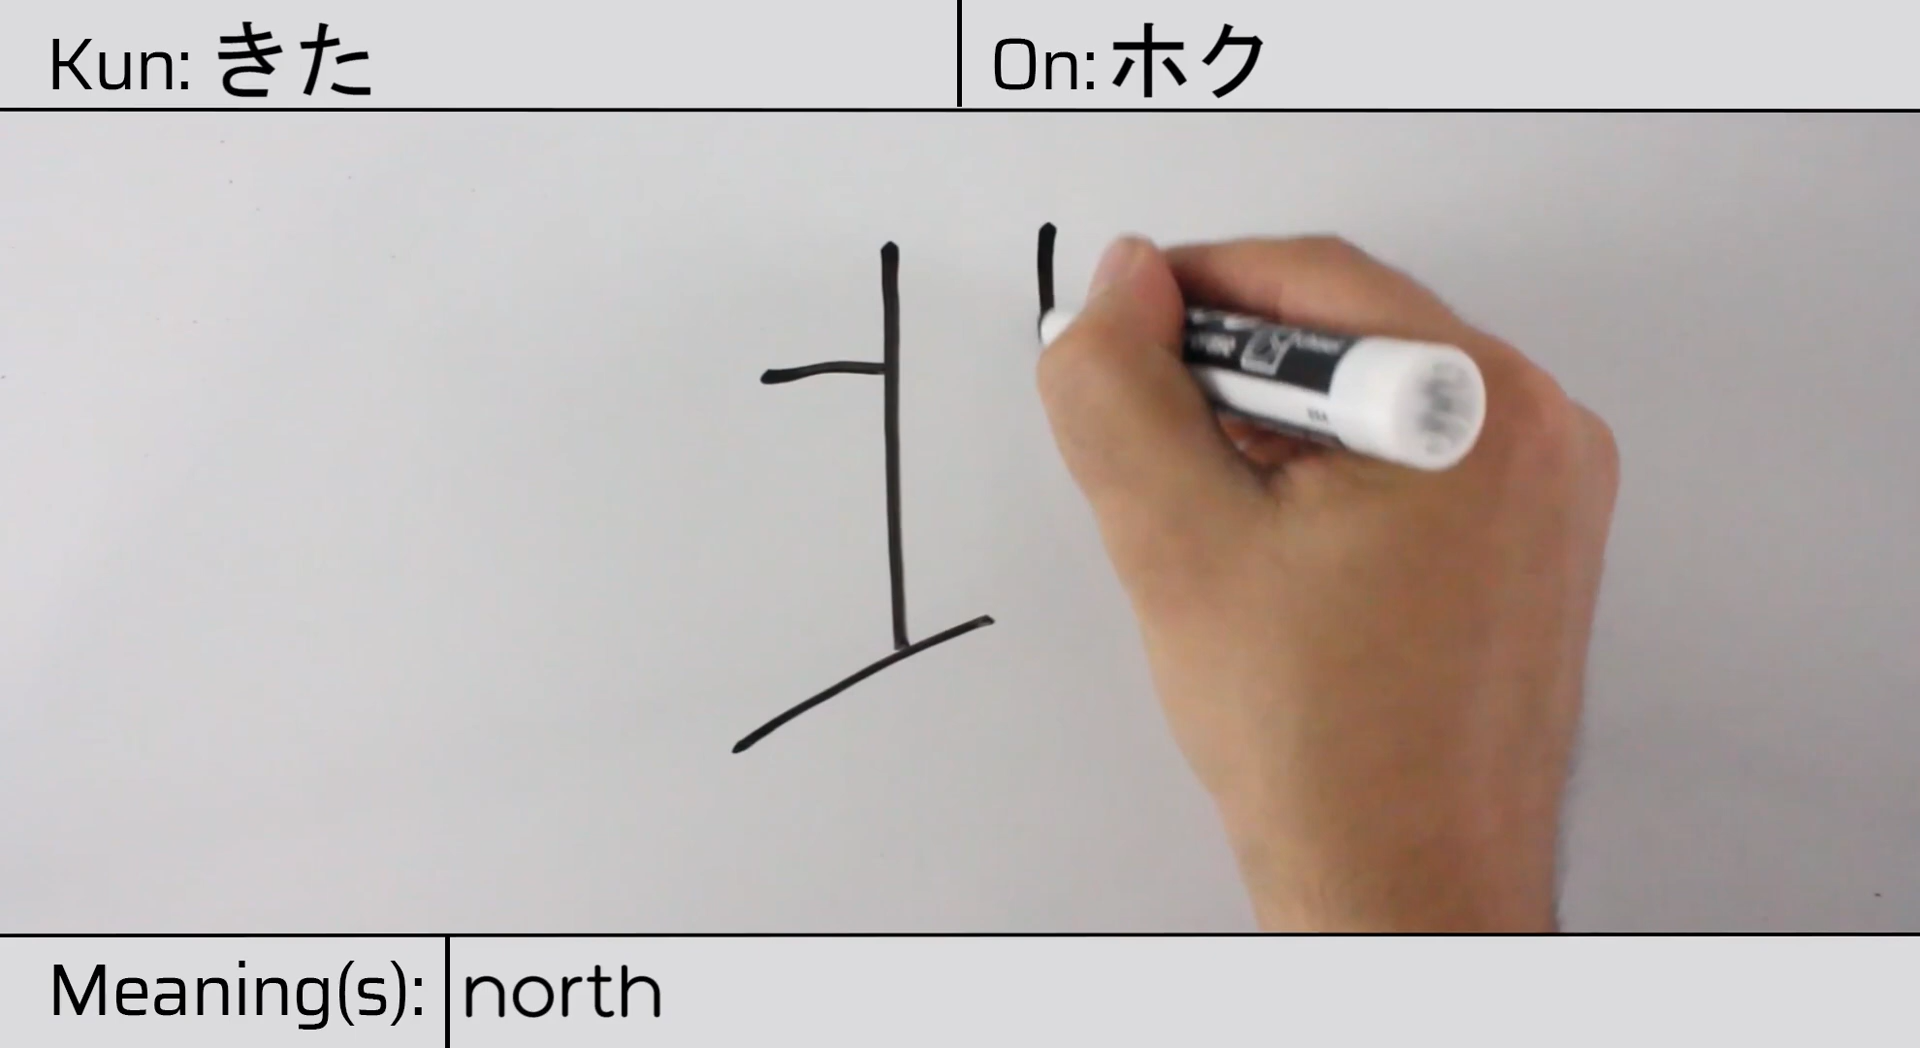 Kun: きた
On: ホク
Meaning(s): north